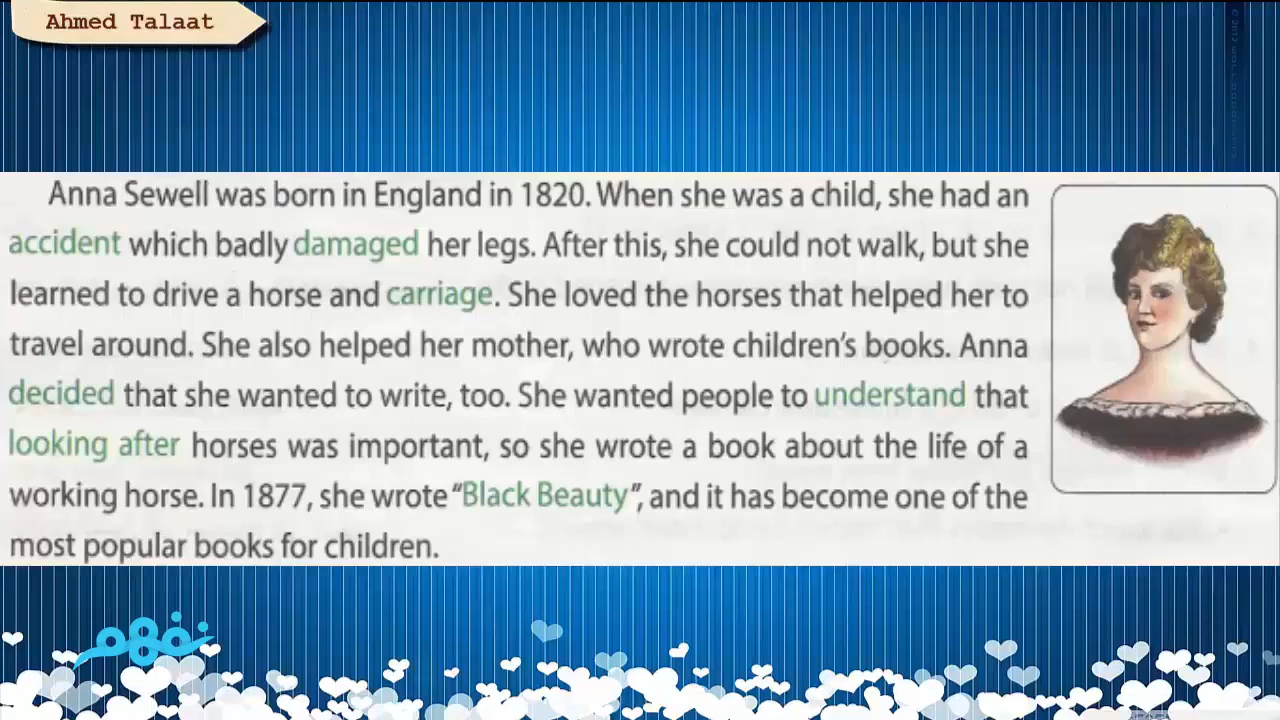 Ahmed Talaat
Anna Sewell was born in England in 1820. When she was a child, she had an
accident which badly damaged her legs. After this, she could not walk, but she
learned to drive a horse and carriage. She loved the horses that helped her to
travel around. She also helped her mother, who wrote children's books. Anna
decided that she wanted to write, too. She wanted people to understand that
looking after horses was important, so she wrote a book about the life of a
working horse. In 1877, she wrote “Black Beauty”, and it has become one of the
most popular books for children.
نفهم